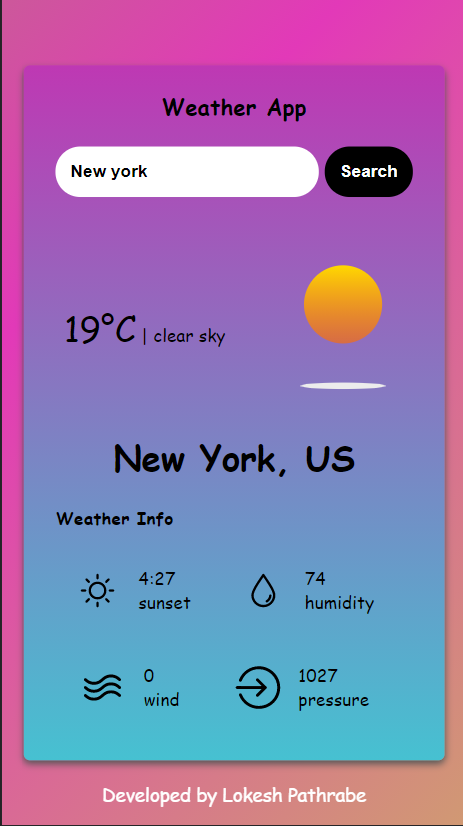 Weather App
New york
Search
19°C | clear sky
New York, US
Weather Info
4:27
sunset
74
humidity
0
wind
1027
pressure
Developed by Lokesh Pathrabe